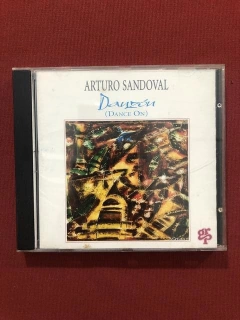 ARTURO SANDOVAL
Danzón
(DANCE ON)
GRP